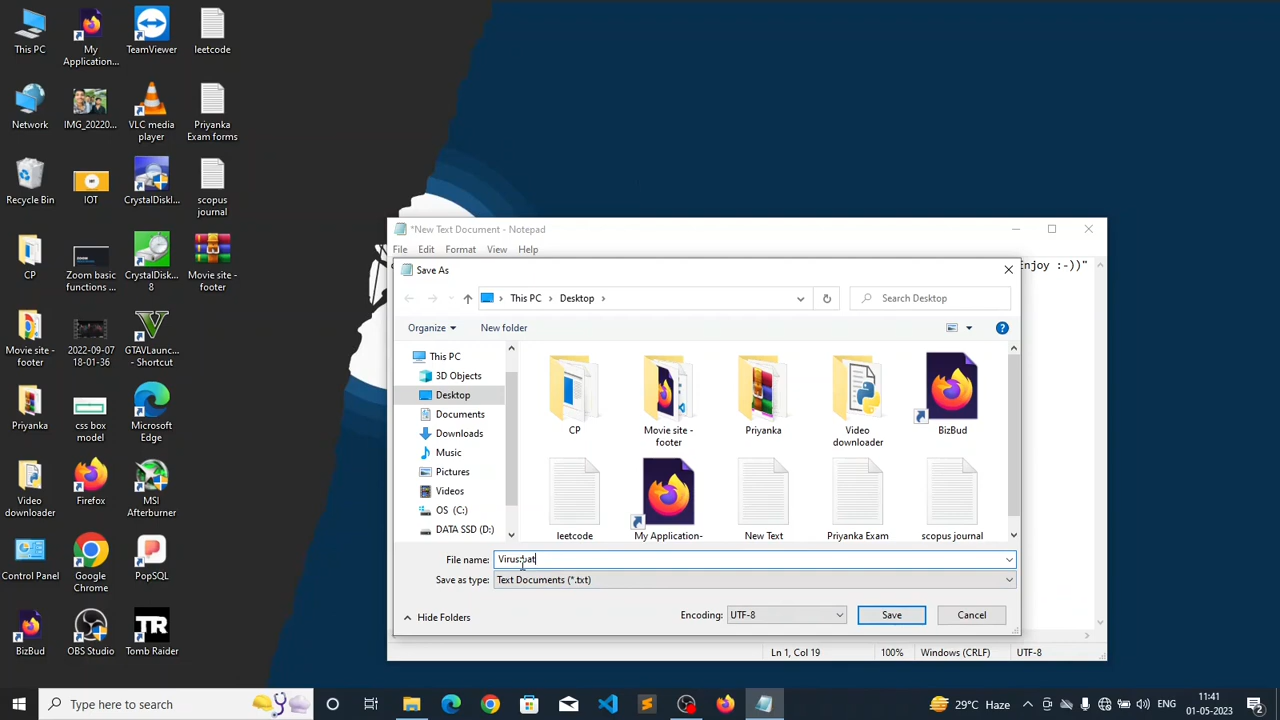 This PC
My Application...
TeamViewer
leetcode
Network
IMG_20220...
VLC media player
Priyanka Exam forms
Recycle Bin
IOT
CrystalDiskI...
scopus journal
CP
Zoom basic functions ...
CrystalDisk... 8
Movie site - footer
Movie site - footer
2022-09-07 18-01-36
GTAVLaunc... - Shortcut
Priyanka
css box model
Microsoft Edge
Video downloader
Firefox
MSI Afterburner
Control Panel
Google Chrome
PopSQL
BizBud
OBS Studio
Tomb Raider
*New Text Document - Notepad
File Edit Format View Help
Enjoy :-))"
Save As
This PC > Desktop >
Search Desktop
Organize
New folder
This PC
3D Objects
Desktop
Documents
Downloads
Music
Pictures
Videos
OS (C:)
DATA SSD (D:)
CP
Movie site - footer
Priyanka
Video downloader
BizBud
leetcode
My Application-
New Text
Priyanka Exam
scopus journal
File name: Virus.bat
Save as type: Text Documents (*.txt)
Hide Folders
Encoding: UTF-8
Save
Cancel
Ln 1, Col 19
100%
Windows (CRLF)
UTF-8
Type here to search
29°C Haze
ENG
11:41
01-05-2023
2